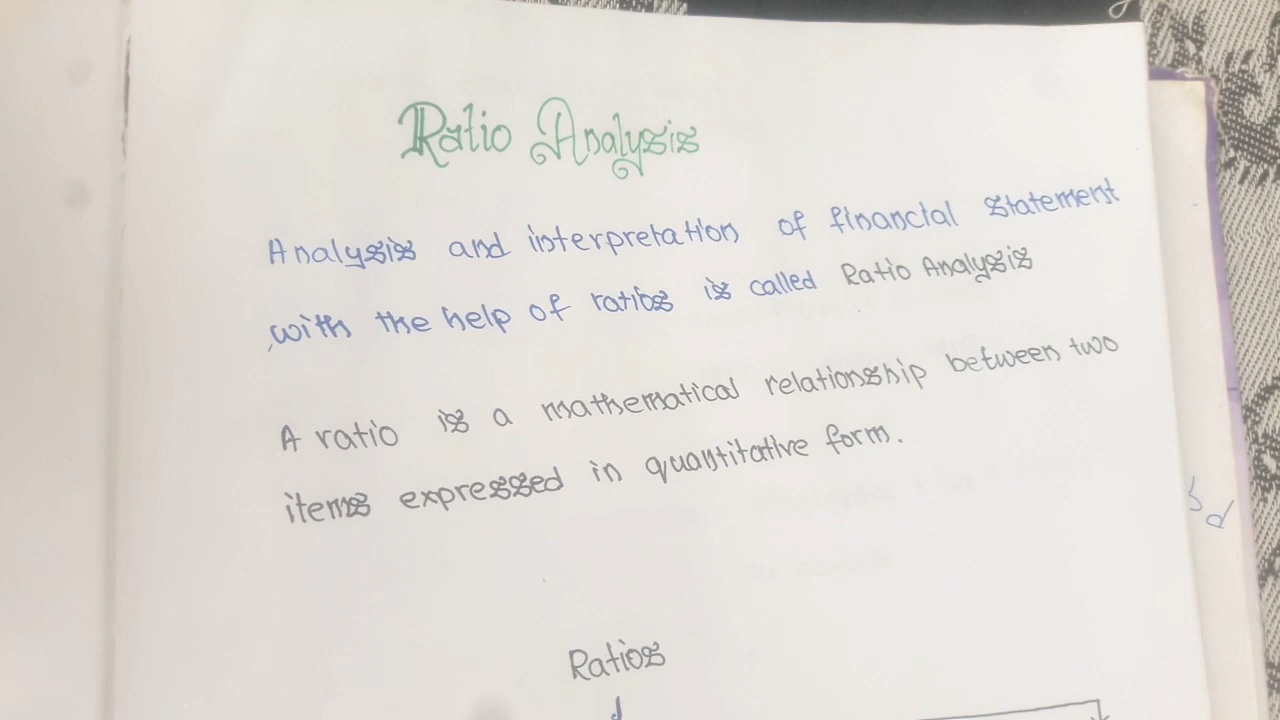 Ratio Analysis
Analysis and interpretation of financial statement
with the help of ratios is called Ratio Analysis
A ratio is a mathematical relationship between two
items expressed in quantitative form.
Ratios